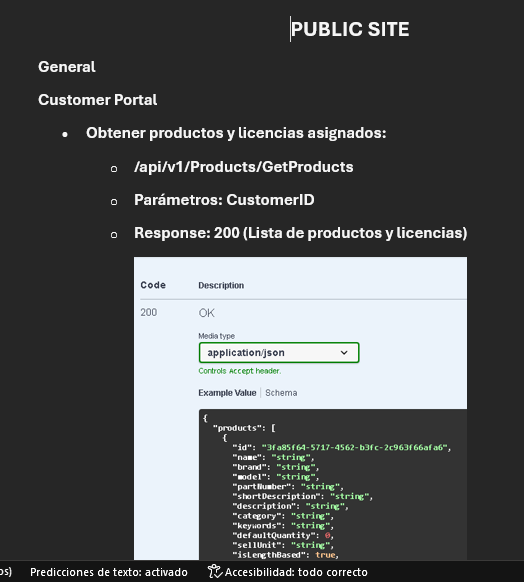 PUBLIC SITE
General
Customer Portal
• Obtener productos y licencias asignados:
o /api/v1/Products/GetProducts
o Parámetros: CustomerID
o Response: 200 (Lista de productos y licencias)
Code Description
200 OK
Media type
application/json
Controls Accept header.
Example Value | Schema
{
"products": [
{
"id": "3fa85f64-5717-4562-b3fc-2c963f66afa6",
"name": "string",
"brand": "string",
"model": "string",
"partNumber": "string",
"shortDescription": "string",
"description": "string",
"category": "string",
"keywords": "string",
"defaultQuantity": 0,
"sellUnit": "string",
"isLengthBased": true,
os) Predicciones de texto: activado Accesibilidad: todo correcto